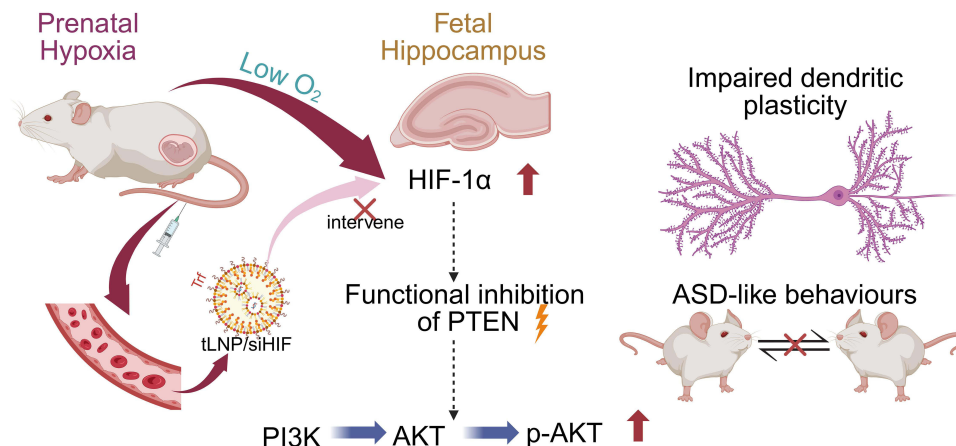 Prenatal
Hypoxia
Low O₂
Fetal
Hippocampus
HIF-1α
intervene
Trf
tLNP/siHIF
Functional inhibition
of PTEN
PI3K
AKT
p-AKT
Impaired dendritic
plasticity
ASD-like behaviours